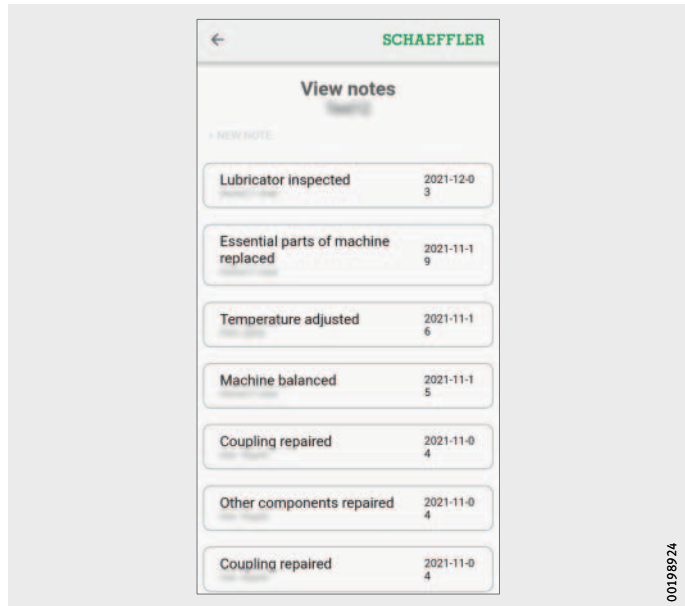 ←
SCHAEFFLER
View notes
+ NEW NOTE
Lubricator inspected
2021-12-0
3
Essential parts of machine
replaced
2021-11-1
9
Temperature adjusted
2021-11-1
6
Machine balanced
2021-11-1
5
Coupling repaired
2021-11-0
4
Other components repaired
2021-11-0
4
Coupling repaired
2021-11-0
4
00198924